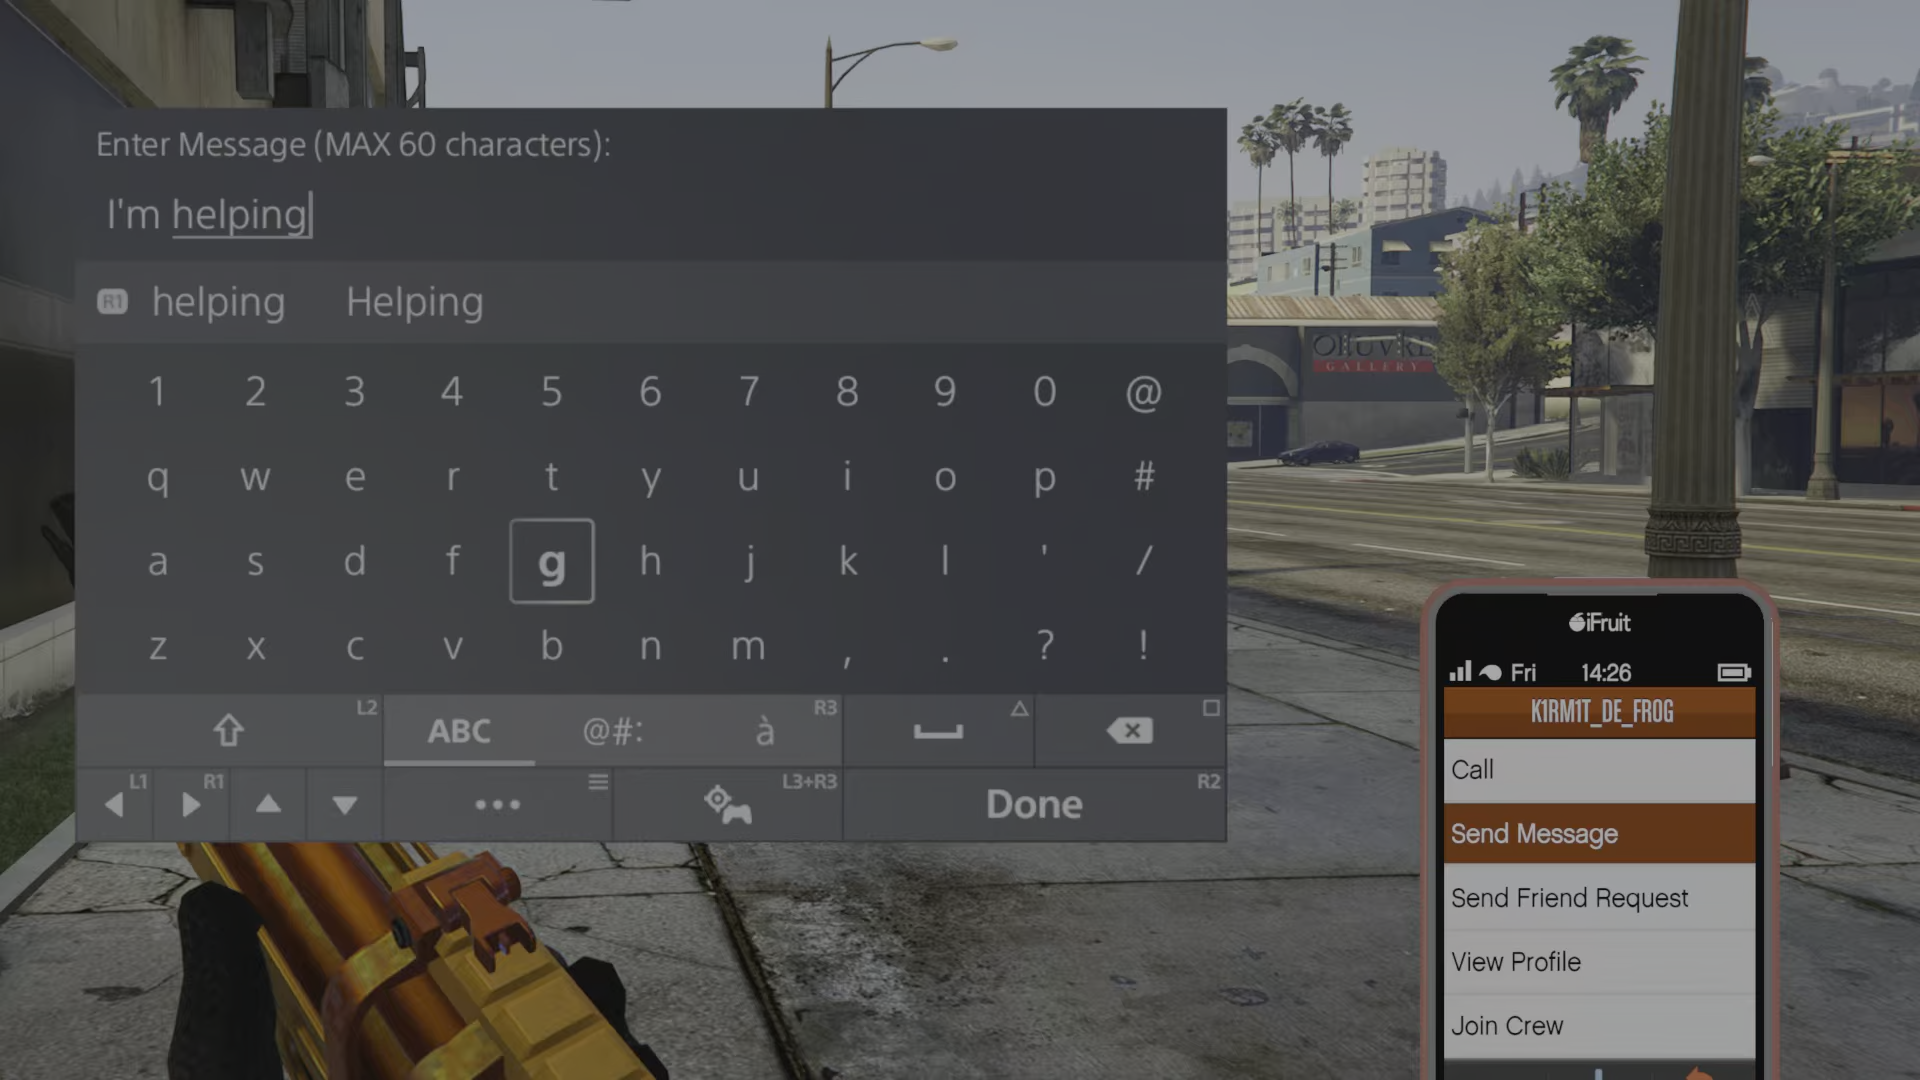 Enter Message (MAX 60 characters):
I'm helping
R1 helping Helping
1 2 3 4 5 6 7 8 9 0 @
q w e r t y u i o p #
a s d f g h j k l ' /
z x c v b n m , . ? !
L2 R3
ABC @#: à
L1 R1 L3+R3 R2
Done
GALLERY
iFruit
Fri 14:26
K1RM1T_DE_FROG
Call
Send Message
Send Friend Request
View Profile
Join Crew